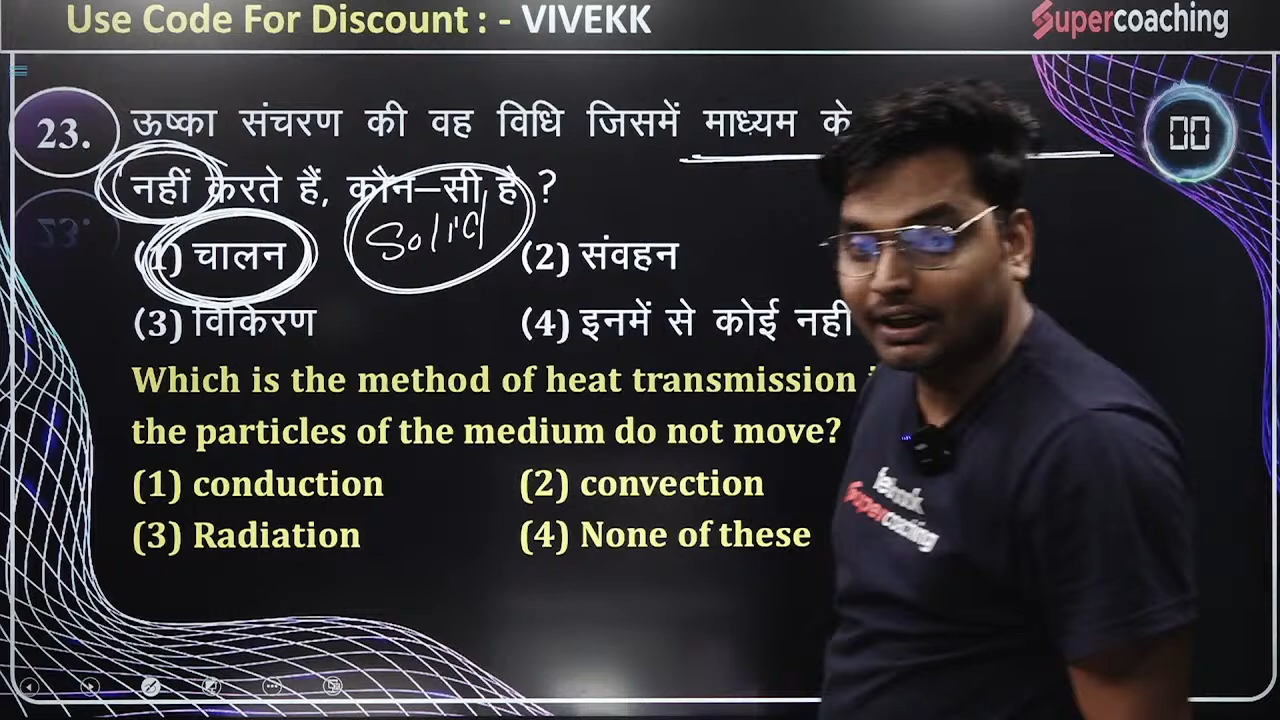 Use Code For Discount : - VIVEKK
Supercoaching
23.
ऊष्का संचरण की वह विधि जिसमें माध्यम के
00
नहीं करते हैं, कौन–सी है ?
Solid
(1) चालन (2) संवहन
(3) विकिरण (4) इनमें से कोई नही
Which is the method of heat transmission
the particles of the medium do not move?
(1) conduction (2) convection
(3) Radiation (4) None of these
Supercoaching